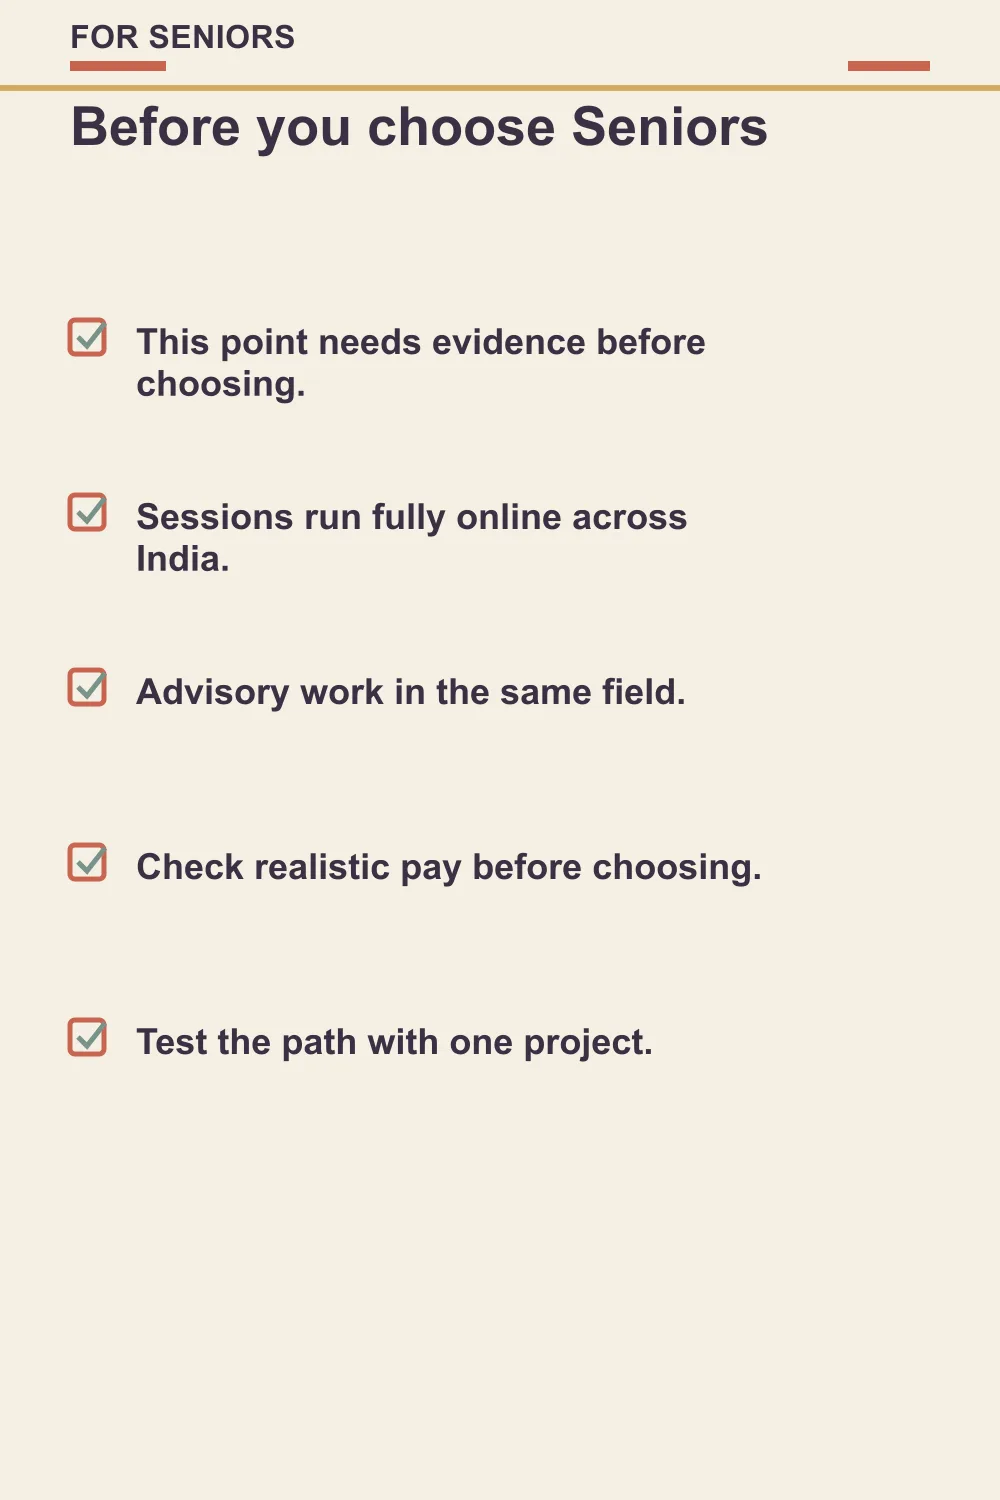 FOR SENIORS
Before you choose Seniors
This point needs evidence before
choosing.
Sessions run fully online across
India.
Advisory work in the same field.
Check realistic pay before choosing.
Test the path with one project.